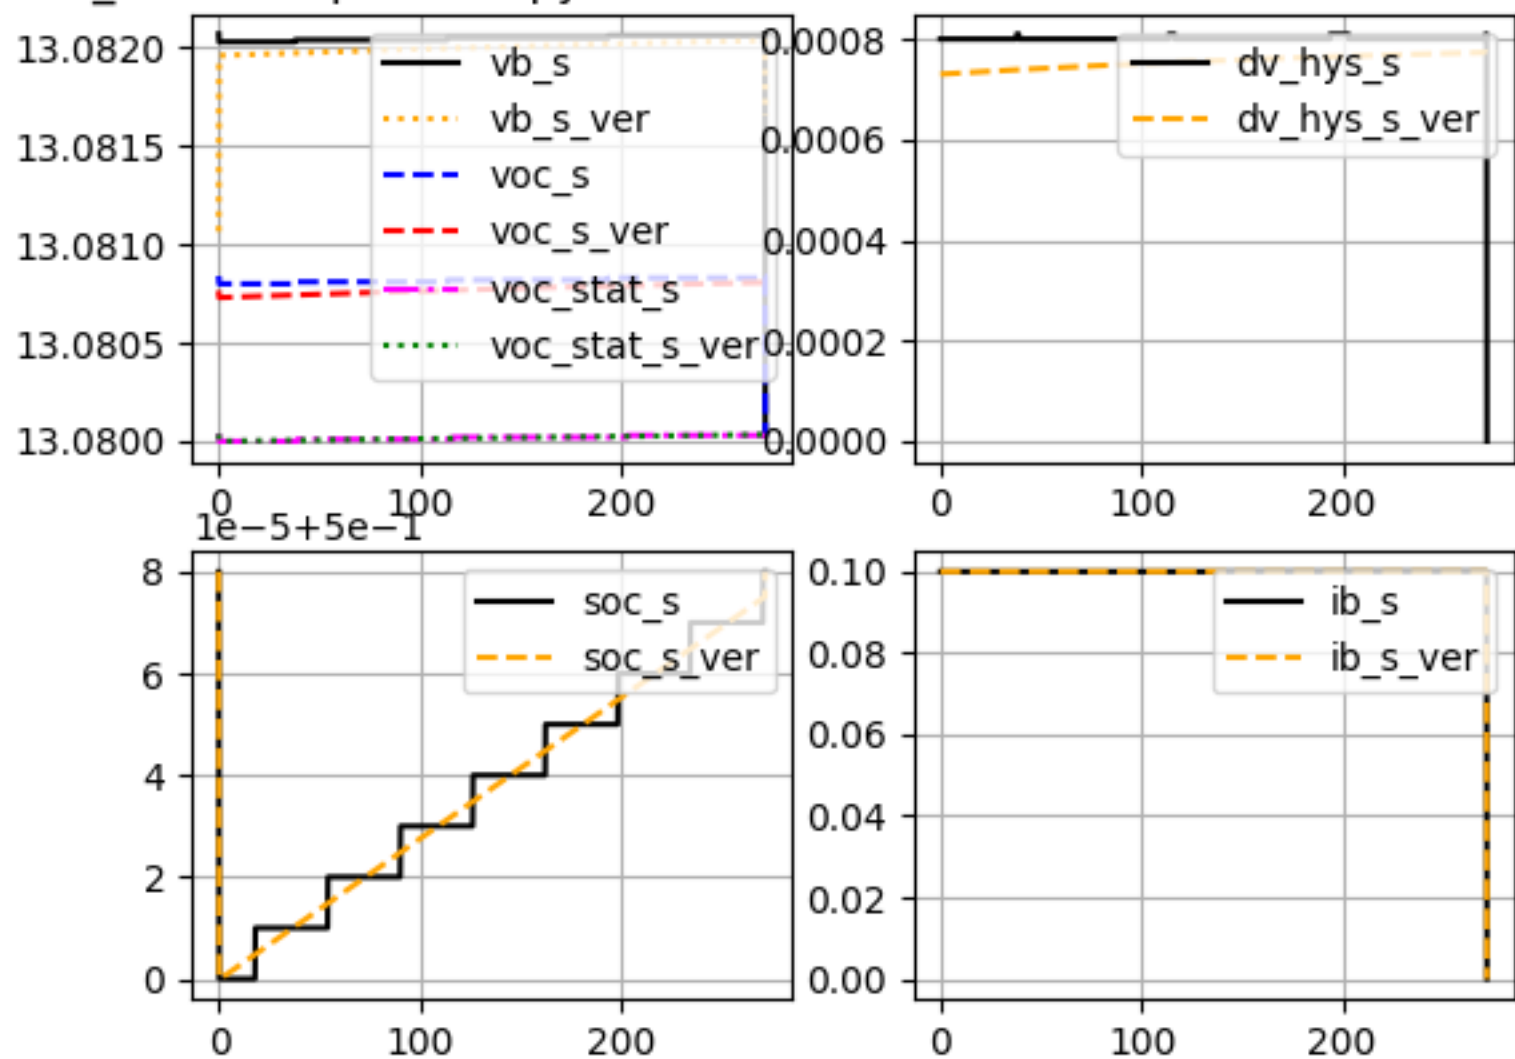 13.0820
13.0815
13.0810
13.0805
13.0800
vb_s
vb_s_ver
voc_s
voc_s_ver
voc_stat_s
voc_stat_s_ver
0 100 200
0.0008
0.0006
0.0004
0.0002
0.0000
dv_hys_s
dv_hys_s_ver
0 100 200
1e−5+5e−1
8
6
4
2
0
soc_s
soc_s_ver
0 100 200
0.10
0.08
0.06
0.04
0.02
0.00
ib_s
ib_s_ver
0 100 200